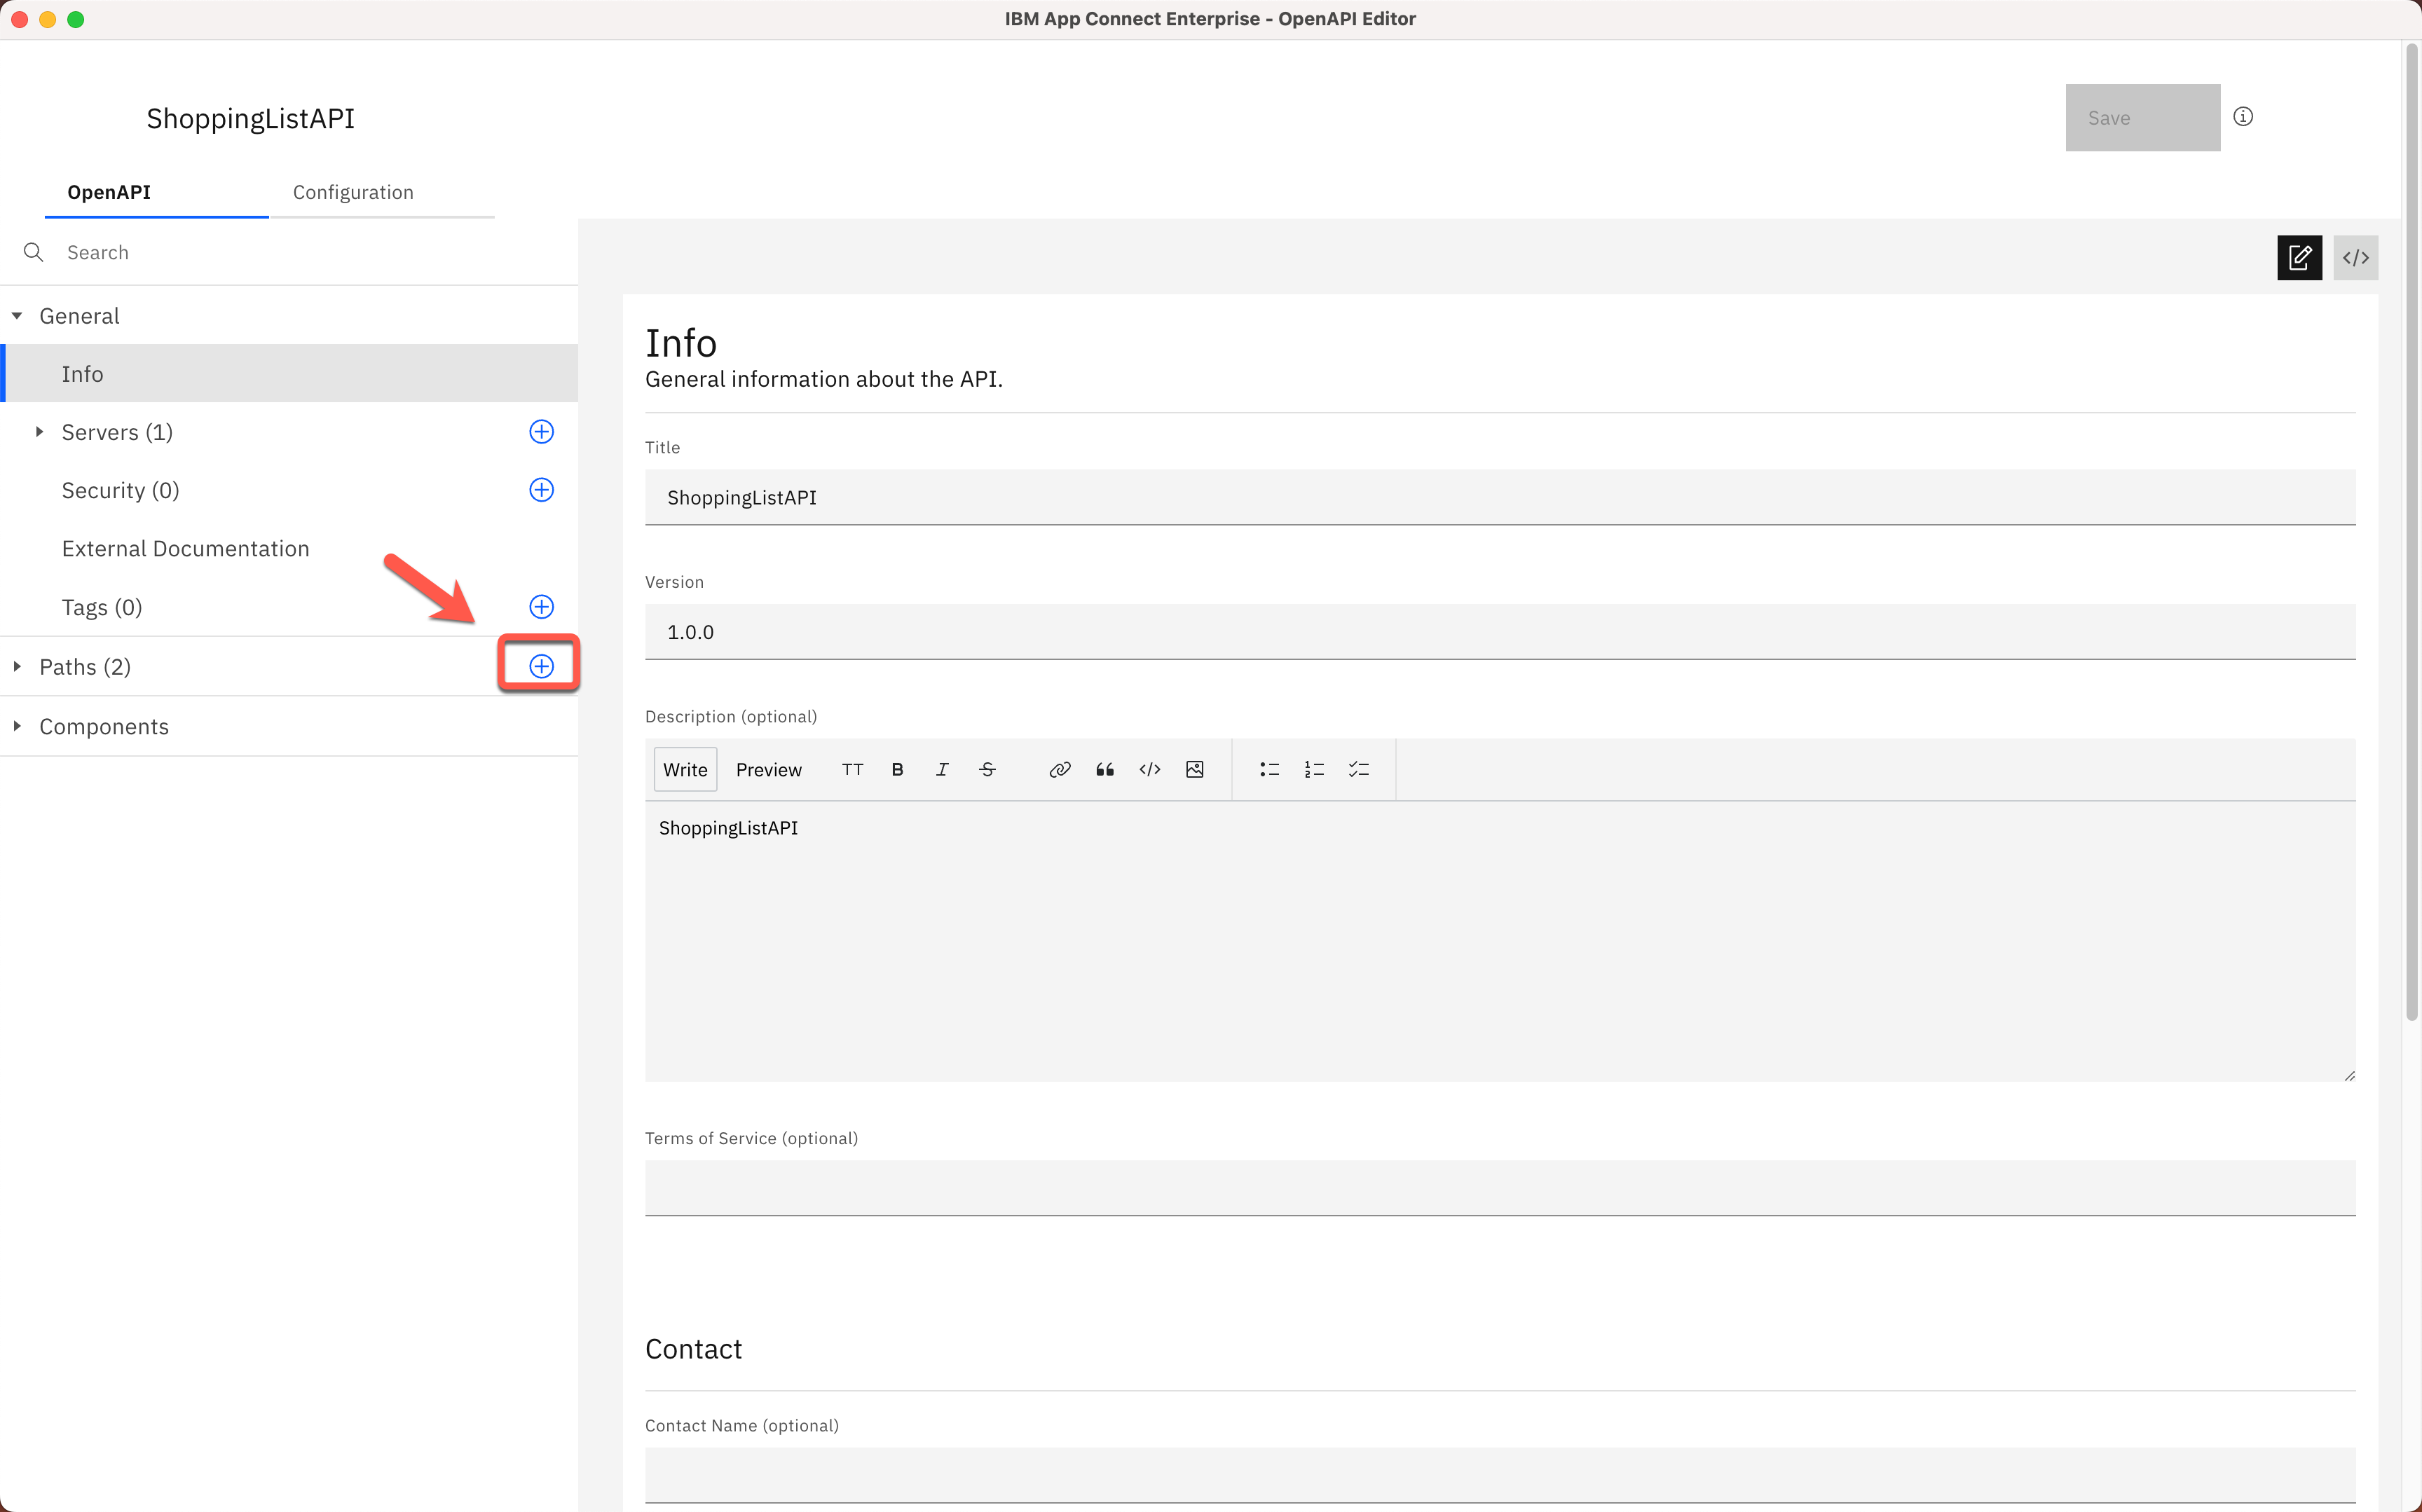 IBM App Connect Enterprise - OpenAPI Editor
ShoppingListAPI
Save
OpenAPI
Configuration
Search
General
Info
Servers (1)
Security (0)
External Documentation
Tags (0)
Paths (2)
Components
Info
General information about the API.
Title
ShoppingListAPI
Version
1.0.0
Description (optional)
Write Preview TT B I S
ShoppingListAPI
Terms of Service (optional)
Contact
Contact Name (optional)